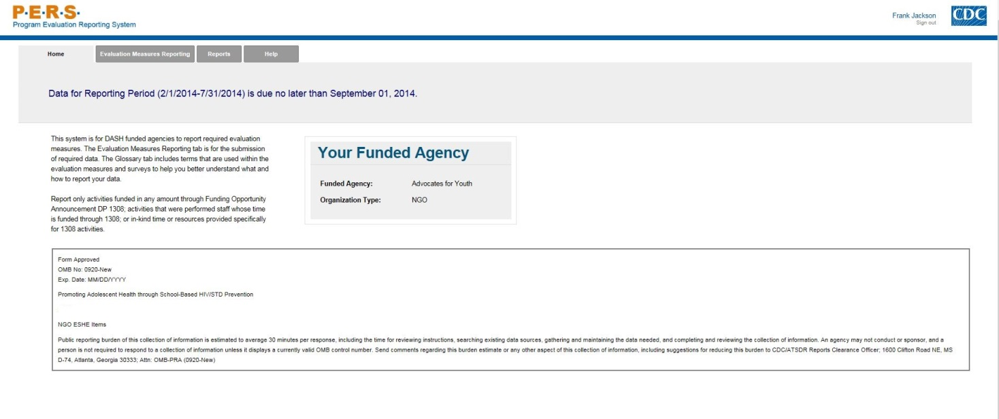 P·E·R·S·
Program Evaluation Reporting System
Frank Jackson
Sign out
CDC
Home
Evaluation Measures Reporting
Reports
Help
Data for Reporting Period (2/1/2014-7/31/2014) is due no later than September 01, 2014.
This system is for DASH funded agencies to report required evaluation
measures. The Evaluation Measures Reporting tab is for the submission
of required data. The Glossary tab includes terms that are used within the
evaluation measures and surveys to help you better understand what and
how to report your data.
Report only activities funded in any amount through Funding Opportunity
Announcement DP 1308; activities that were performed staff whose time
is funded through 1308; or in-kind time or resources provided specifically
for 1308 activities.
Your Funded Agency
Funded Agency: Advocates for Youth
Organization Type: NGO
Form Approved
OMB No: 0920-New
Exp. Date: MM/DD/YYYY
Promoting Adolescent Health through School-Based HIV/STD Prevention
NGO ESHE Items
Public reporting burden of this collection of information is estimated to average 30 minutes per response, including the time for reviewing instructions, searching existing data sources, gathering and maintaining the data needed, and completing and reviewing the collection of information. An agency may not conduct or sponsor, and a
person is not required to respond to a collection of information unless it displays a currently valid OMB control number. Send comments regarding this burden estimate or any other aspect of this collection of information, including suggestions for reducing this burden to CDC/ATSDR Reports Clearance Officer; 1600 Clifton Road NE, MS
D-74, Atlanta, Georgia 30333; Attn: OMB-PRA (0920-New)